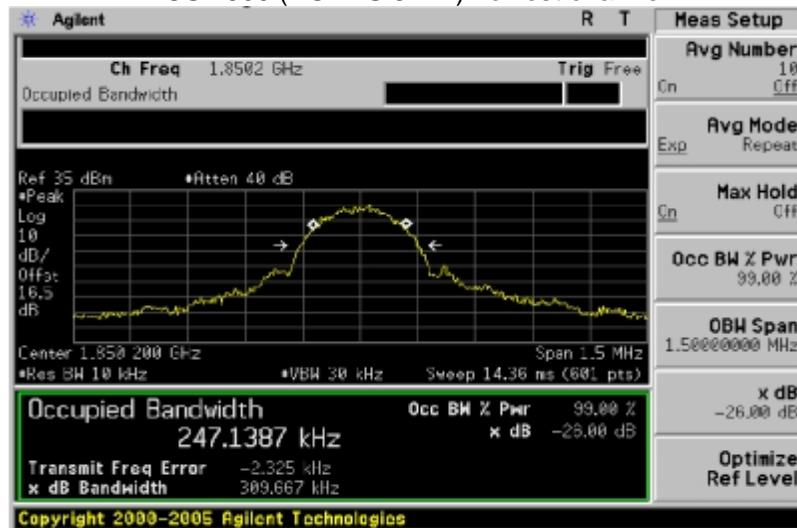 Agilent R T Meas Setup
Ch Freq 1.8502 GHz Trig Free
Occupied Bandwidth
Avg Number
10
On Off
Avg Mode
Exp Repeat
Max Hold
On Off
Occ BW % Pwr
99.00 %
OBW Span
1.50000000 MHz
x dB
-26.00 dB
Optimize
Ref Level
Ref 35 dBm •Atten 40 dB
•Peak
Log
10
dB/
Offst
16.5
dB
Center 1.850 200 GHz Span 1.5 MHz
•Res BW 10 kHz •VBW 30 kHz Sweep 14.36 ms (601 pts)
Occupied Bandwidth Occ BW % Pwr 99.00 %
247.1387 kHz x dB -26.00 dB
Transmit Freq Error -2.325 kHz
x dB Bandwidth 309.667 kHz
Copyright 2000-2005 Agilent Technologies